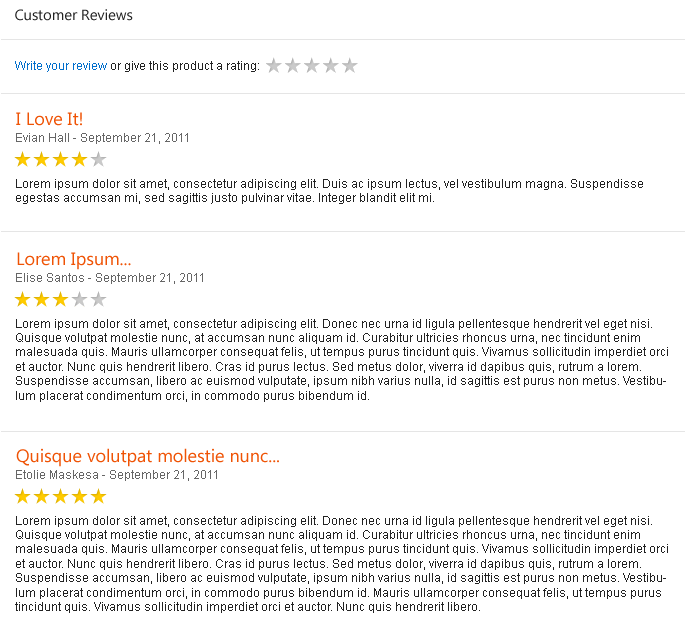 Customer Reviews
Write your review or give this product a rating:
I Love It!
Evian Hall - September 21, 2011
Lorem ipsum dolor sit amet, consectetur adipiscing elit. Duis ac ipsum lectus, vel vestibulum magna. Suspendisse
egestas accumsan mi, sed sagittis justo pulvinar vitae. Integer blandit elit mi.
Lorem Ipsum...
Elise Santos - September 21, 2011
Lorem ipsum dolor sit amet, consectetur adipiscing elit. Donec nec urna id ligula pellentesque hendrerit vel eget nisi.
Quisque volutpat molestie nunc, at accumsan nunc aliquam id. Curabitur ultricies rhoncus urna, nec tincidunt enim
malesuada quis. Mauris ullamcorper consequat felis, ut tempus purus tincidunt quis. Vivamus sollicitudin imperdiet orci
et auctor. Nunc quis hendrerit libero. Cras id purus lectus. Sed metus dolor, viverra id dapibus quis, rutrum a lorem.
Suspendisse accumsan, libero ac euismod vulputate, ipsum nibh varius nulla, id sagittis est purus non metus. Vestibu-
lum placerat condimentum orci, in commodo purus bibendum id.
Quisque volutpat molestie nunc...
Etolie Maskesa - September 21, 2011
Lorem ipsum dolor sit amet, consectetur adipiscing elit. Donec nec urna id ligula pellentesque hendrerit vel eget nisi.
Quisque volutpat molestie nunc, at accumsan nunc aliquam id. Curabitur ultricies rhoncus urna, nec tincidunt enim
malesuada quis. Mauris ullamcorper consequat felis, ut tempus purus tincidunt quis. Vivamus sollicitudin imperdiet orci
et auctor. Nunc quis hendrerit libero. Cras id purus lectus. Sed metus dolor, viverra id dapibus quis, rutrum a lorem.
Suspendisse accumsan, libero ac euismod vulputate, ipsum nibh varius nulla, id sagittis est purus non metus. Vestibu-
lum placerat condimentum orci, in commodo purus bibendum id. Mauris ullamcorper consequat felis, ut tempus purus
tincidunt quis. Vivamus sollicitudin imperdiet orci et auctor. Nunc quis hendrerit libero.